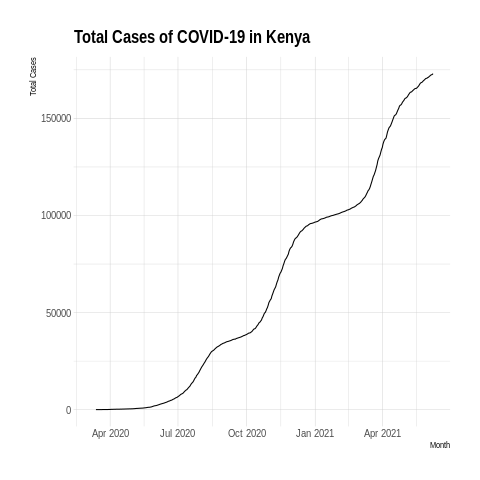 Total Cases of COVID-19 in Kenya
Total Cases
150000
100000
50000
0
Apr 2020 Jul 2020 Oct 2020 Jan 2021 Apr 2021
Month